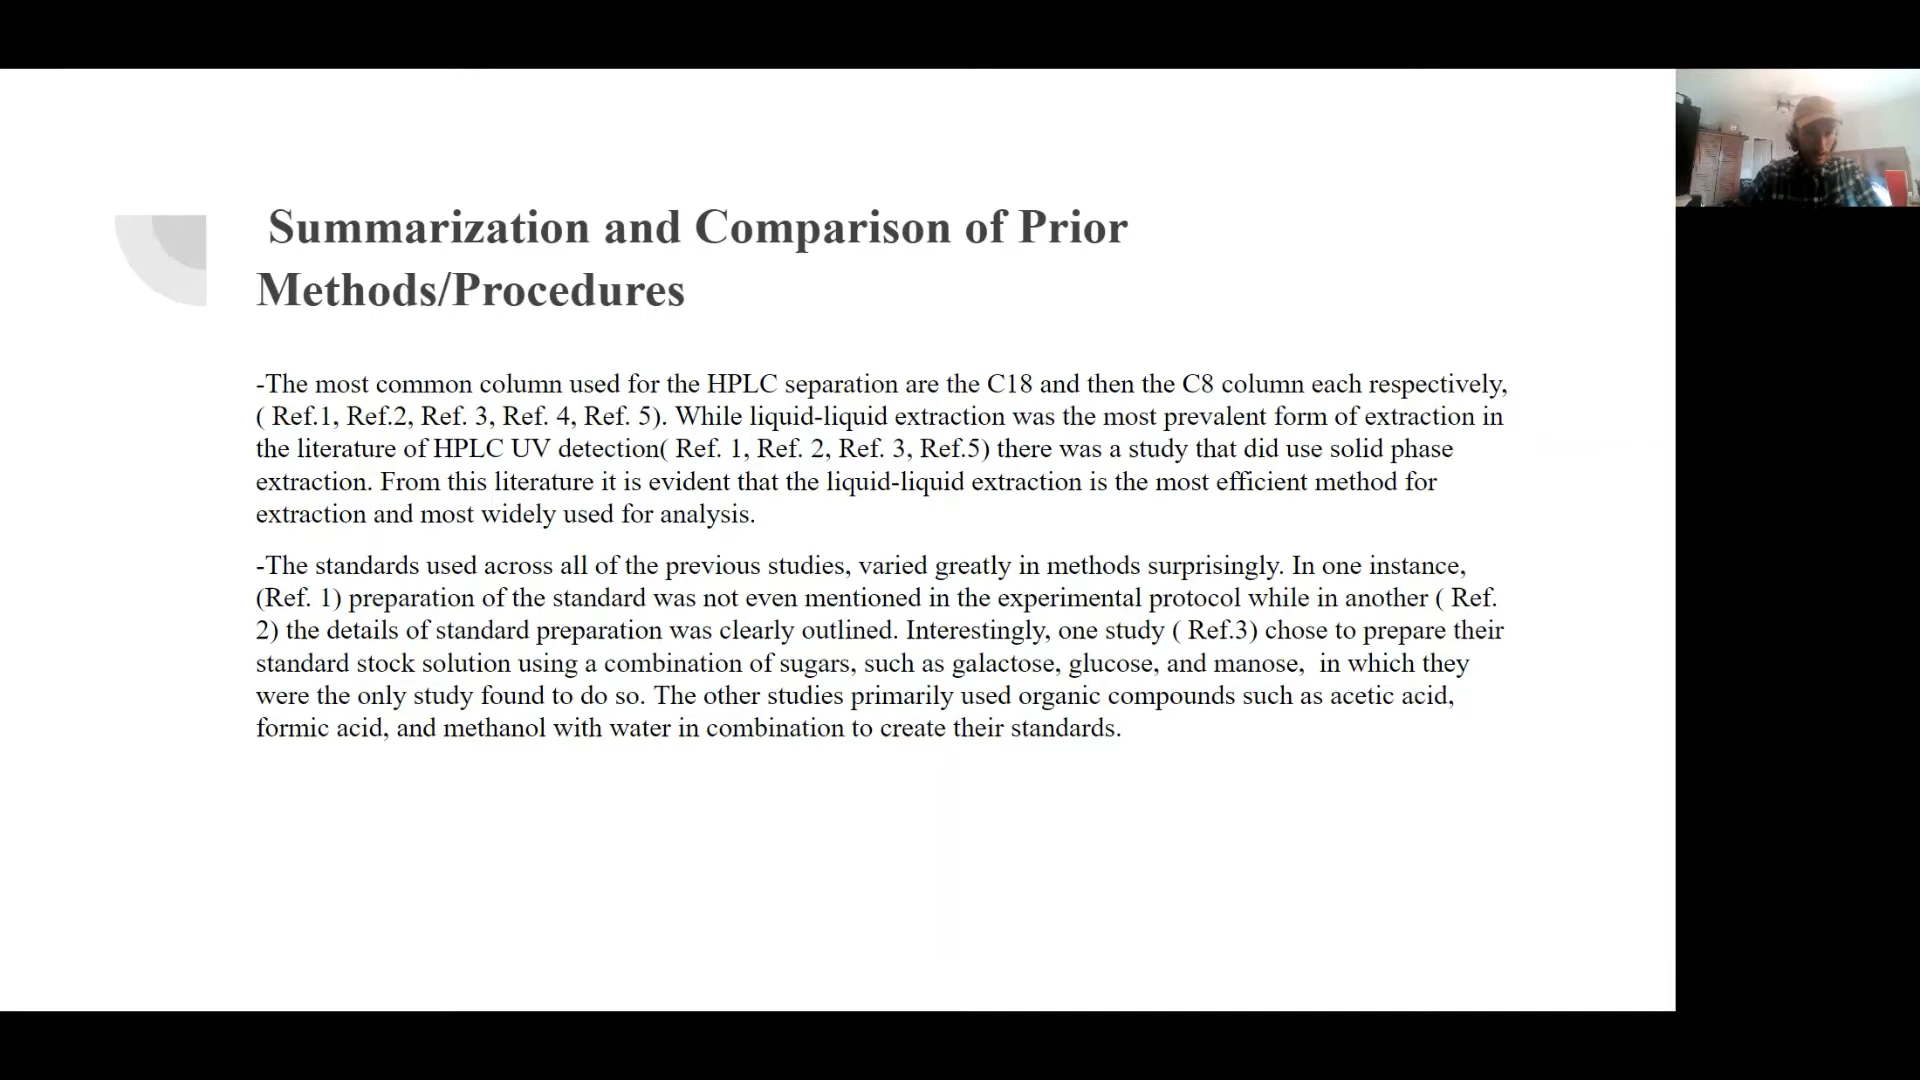 Summarization and Comparison of Prior
Methods/Procedures
-The most common column used for the HPLC separation are the C18 and then the C8 column each respectively,
( Ref.1, Ref.2, Ref. 3, Ref. 4, Ref. 5). While liquid-liquid extraction was the most prevalent form of extraction in
the literature of HPLC UV detection( Ref. 1, Ref. 2, Ref. 3, Ref.5) there was a study that did use solid phase
extraction. From this literature it is evident that the liquid-liquid extraction is the most efficient method for
extraction and most widely used for analysis.
-The standards used across all of the previous studies, varied greatly in methods surprisingly. In one instance,
(Ref. 1) preparation of the standard was not even mentioned in the experimental protocol while in another ( Ref.
2) the details of standard preparation was clearly outlined. Interestingly, one study ( Ref.3) chose to prepare their
standard stock solution using a combination of sugars, such as galactose, glucose, and manose,  in which they
were the only study found to do so. The other studies primarily used organic compounds such as acetic acid,
formic acid, and methanol with water in combination to create their standards.